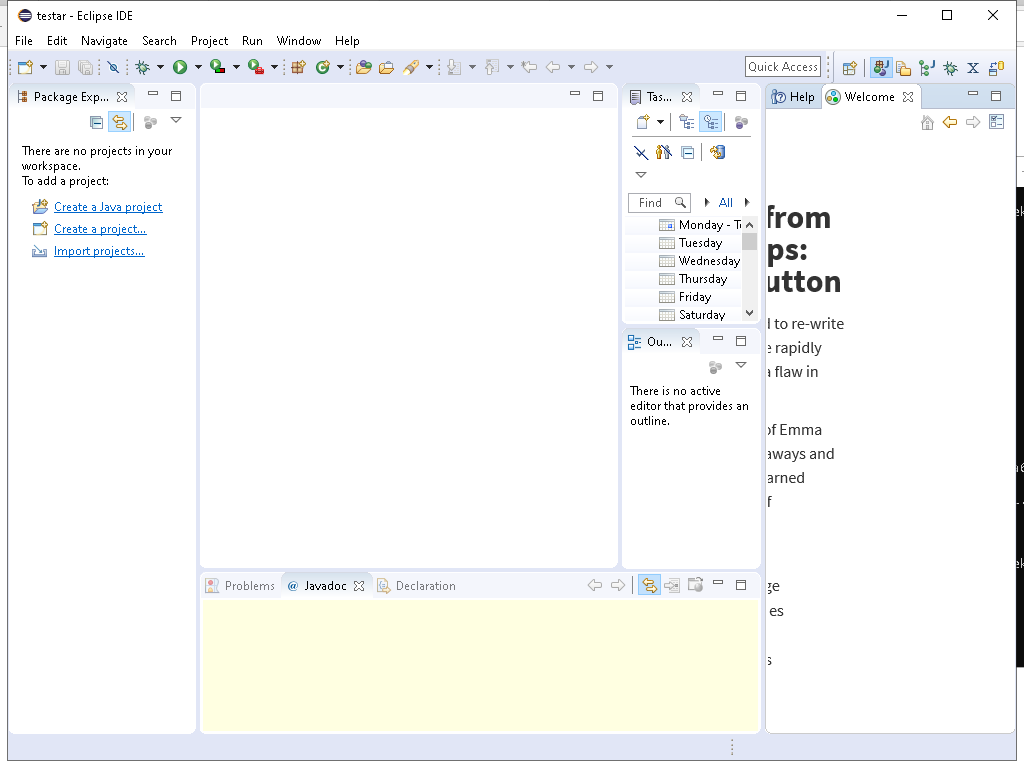 testar - Eclipse IDE
File Edit Navigate Search Project Run Window Help
Quick Access
Package Exp...
There are no projects in your
workspace.
To add a project:
Create a Java project
Create a project...
Import projects...
Tas...
Find All
Monday - T
Tuesday
Wednesday
Thursday
Friday
Saturday
Ou...
There is no active
editor that provides an
outline.
Help Welcome
from
ps:
utton
to re-write
e rapidly
a flaw in
of Emma
aways and
arned
f
ge
es
s
Problems @ Javadoc Declaration